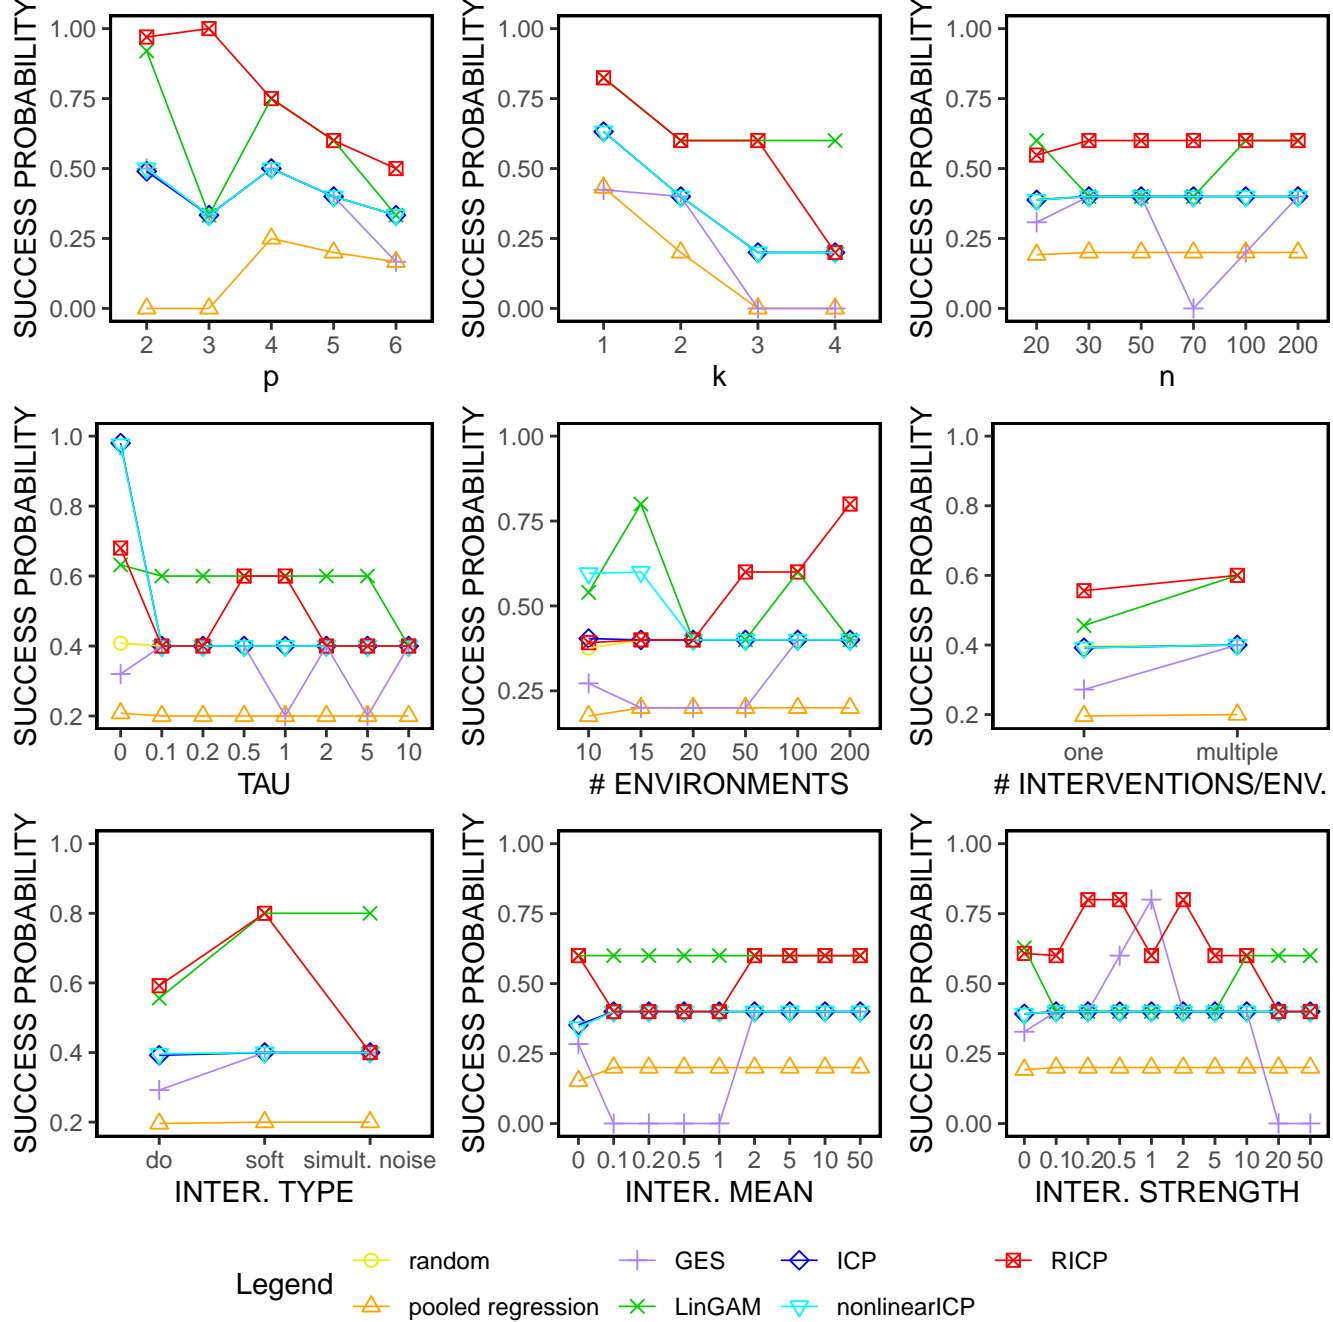 SUCCESS PROBABILITY
1.00
0.75
0.50
0.25
0.00
2 3 4 5 6
p
SUCCESS PROBABILITY
1.00
0.75
0.50
0.25
0.00
1 2 3 4
k
SUCCESS PROBABILITY
1.00
0.75
0.50
0.25
0.00
20 30 50 70 100 200
n
SUCCESS PROBABILITY
1.0
0.8
0.6
0.4
0.2
0 0.1 0.2 0.5 1 2 5 10
TAU
SUCCESS PROBABILITY
1.00
0.75
0.50
0.25
10 15 20 50 100 200
# ENVIRONMENTS
SUCCESS PROBABILITY
1.0
0.8
0.6
0.4
0.2
one multiple
# INTERVENTIONS/ENV.
SUCCESS PROBABILITY
1.0
0.8
0.6
0.4
0.2
do soft simult. noise
INTER. TYPE
SUCCESS PROBABILITY
1.00
0.75
0.50
0.25
0.00
0 0.1 0.2 0.5 1 2 5 10 50
INTER. MEAN
SUCCESS PROBABILITY
1.00
0.75
0.50
0.25
0.00
0 0.1 0.2 0.5 1 2 5 10 20 50
INTER. STRENGTH
Legend
random GES ICP RICP
pooled regression LinGAM nonlinearICP